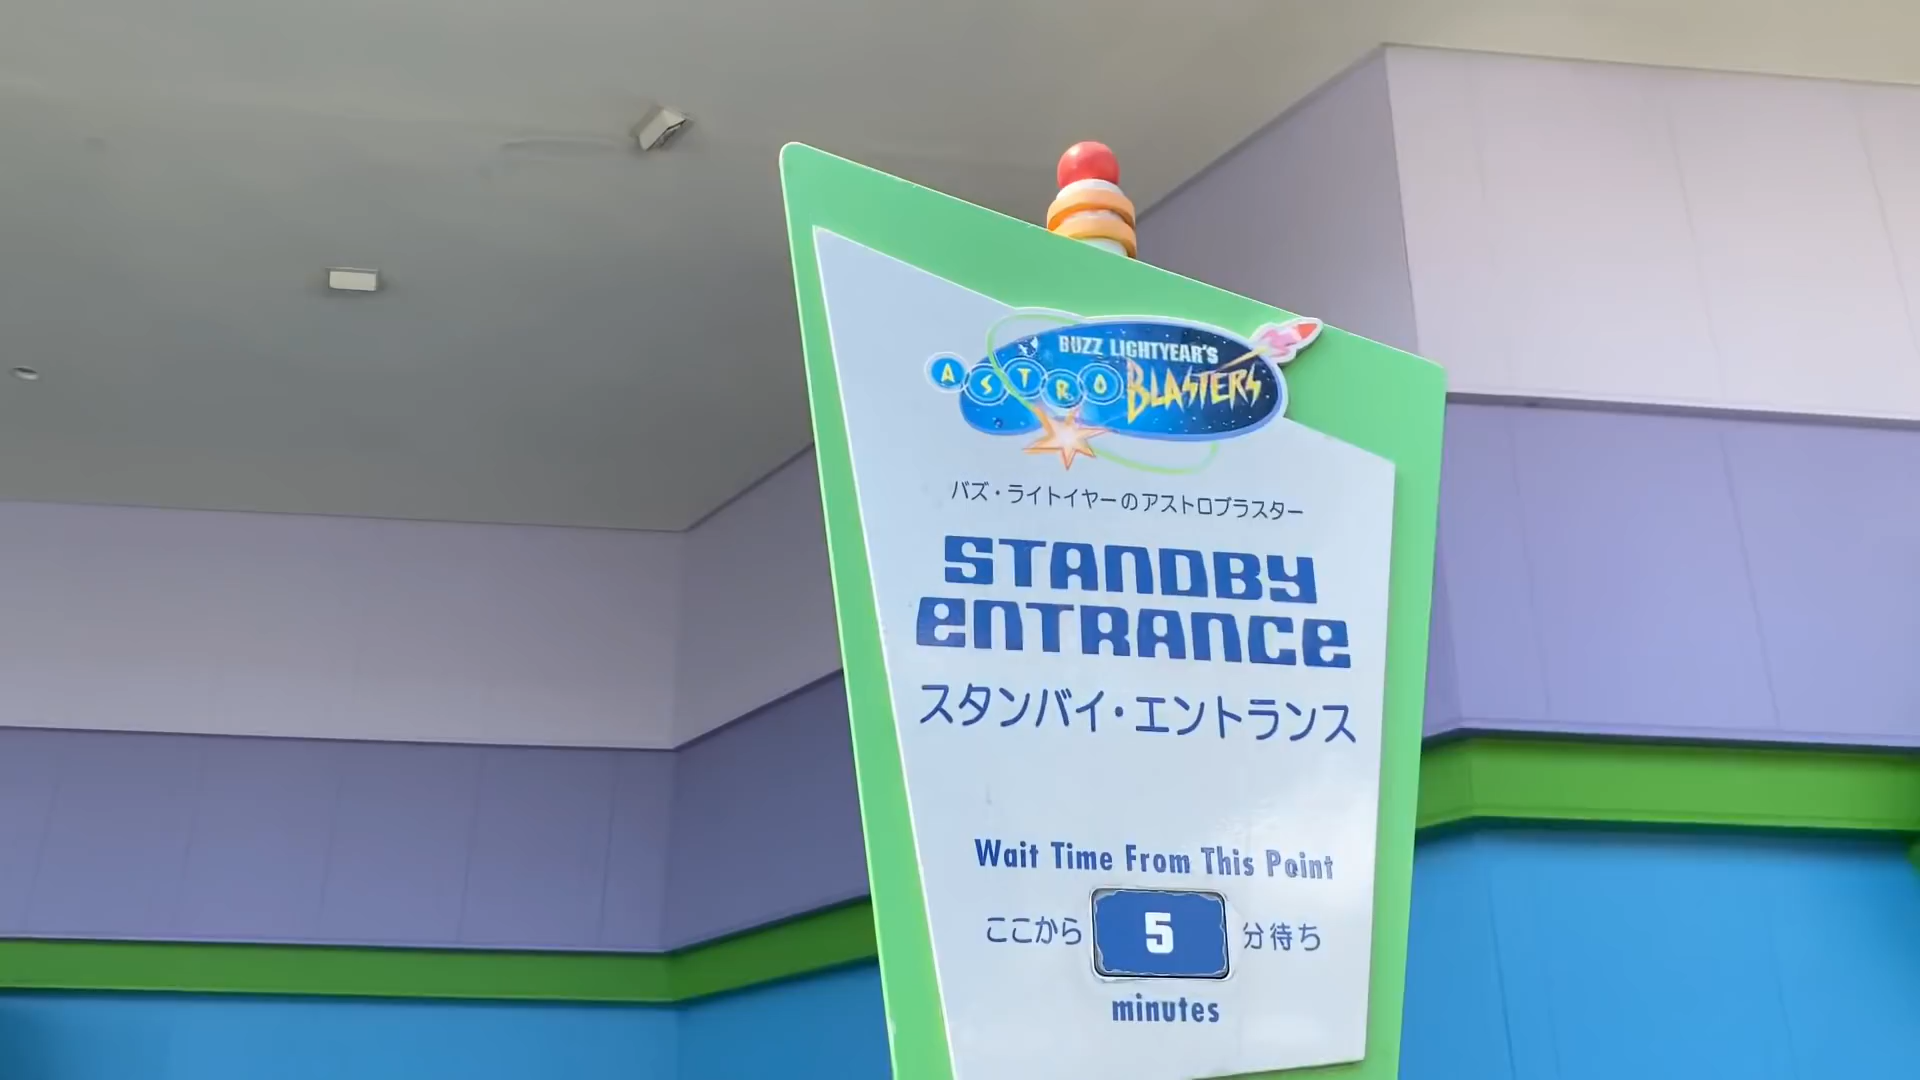 BUZZ LIGHTYEAR'S
ASTRO BLASTERS
バズ・ライトイヤーのアストロブラスター
STANDBY
ENTRANCE
スタンバイ・エントランス
Wait Time From This Point
ここから 5 分待ち
minutes